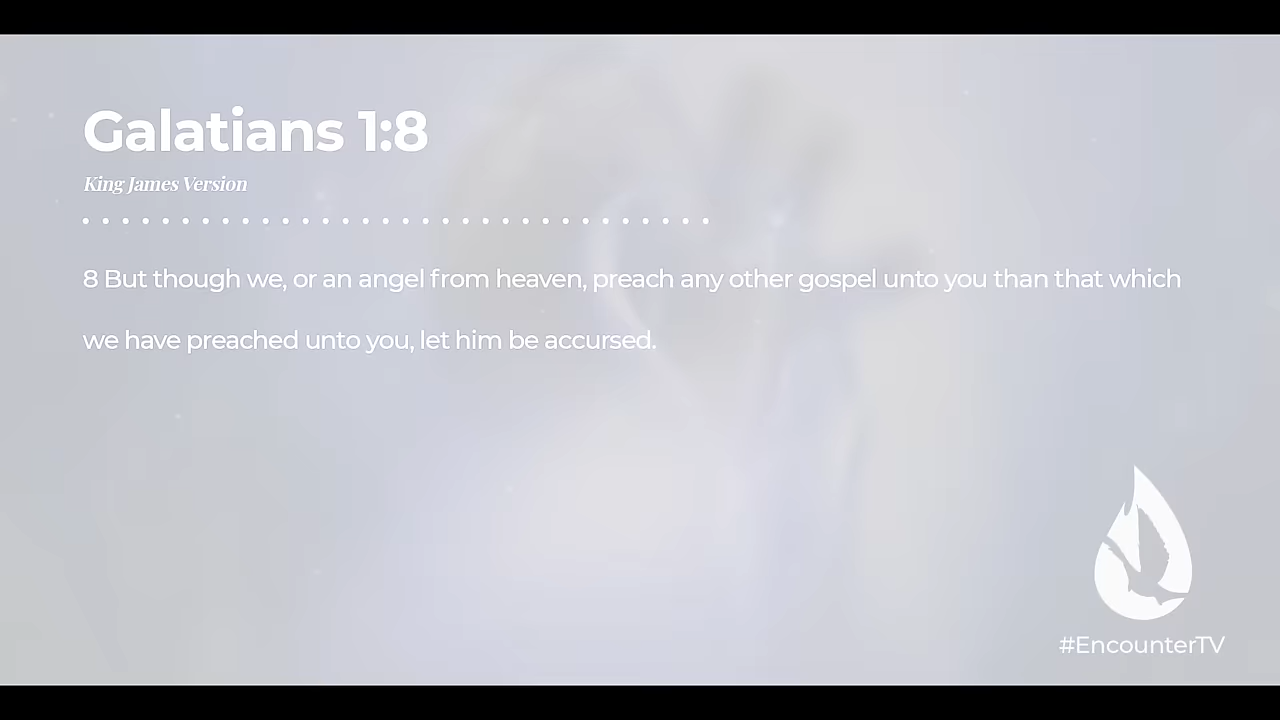 Galatians 1:8
King James Version
8 But though we, or an angel from heaven, preach any other gospel unto you than that which
we have preached unto you, let him be accursed.
#EncounterTV